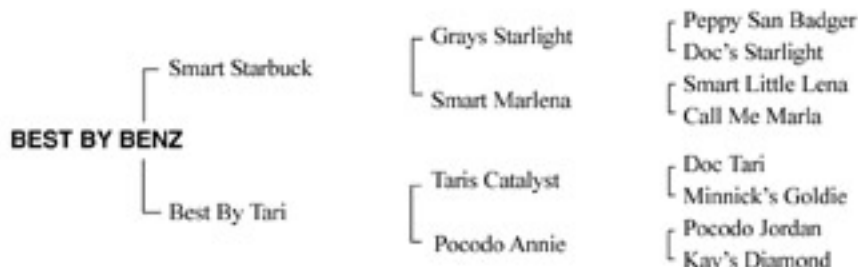 Peppy San Badger
Grays Starlight
Doc's Starlight
Smart Starbuck
Smart Little Lena
Smart Marlena
Call Me Marla
BEST BY BENZ
Doc Tari
Taris Catalyst
Minnick's Goldie
Best By Tari
Pocodo Jordan
Pocodo Annie
Kay's Diamond